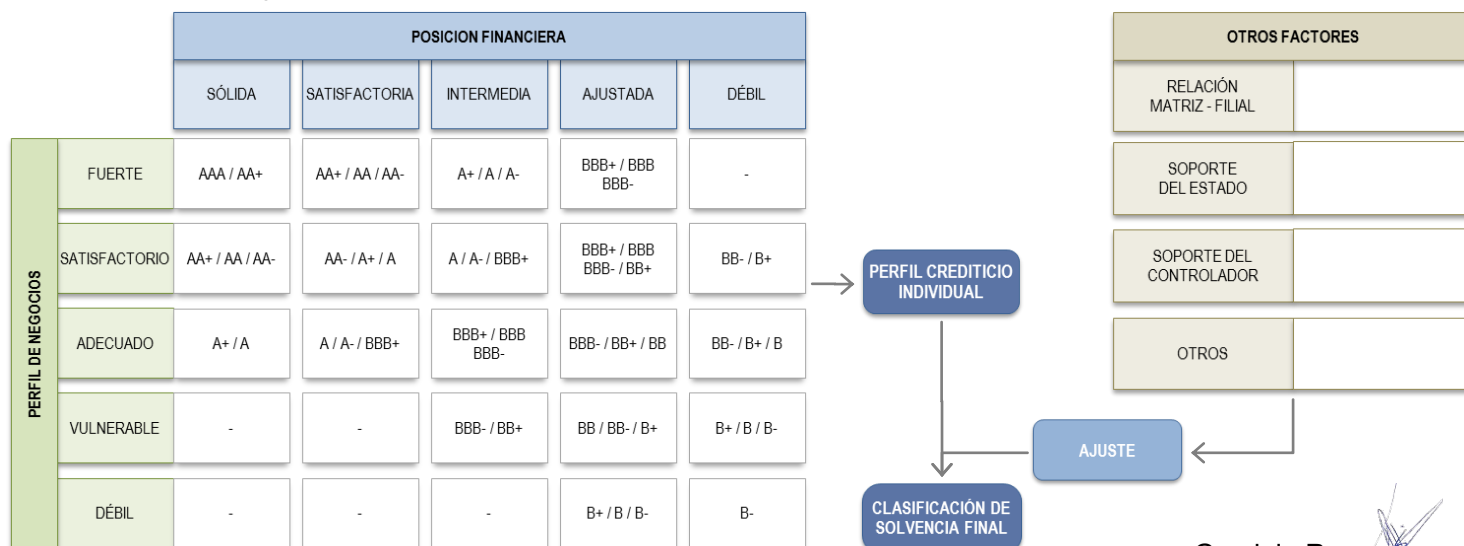 POSICION FINANCIERA
SÓLIDA
SATISFACTORIA
INTERMEDIA
AJUSTADA
DÉBIL
PERFIL DE NEGOCIOS
FUERTE
AAA / AA+
AA+ / AA / AA-
A+ / A / A-
BBB+ / BBB
BBB-
-
SATISFACTORIO
AA+ / AA / AA-
AA- / A+ / A
A / A- / BBB+
BBB+ / BBB
BBB- / BB+
BB- / B+
ADECUADO
A+ / A
A / A- / BBB+
BBB+ / BBB
BBB-
BBB- / BB+ / BB
BB- / B+ / B
VULNERABLE
-
-
BBB- / BB+
BB / BB- / B+
B+ / B / B-
DÉBIL
-
-
-
B+ / B / B-
B-
PERFIL CREDITICIO
INDIVIDUAL
CLASIFICACIÓN DE
SOLVENCIA FINAL
AJUSTE
OTROS FACTORES
RELACIÓN
MATRIZ - FILIAL
SOPORTE
DEL ESTADO
SOPORTE DEL
CONTROLADOR
OTROS